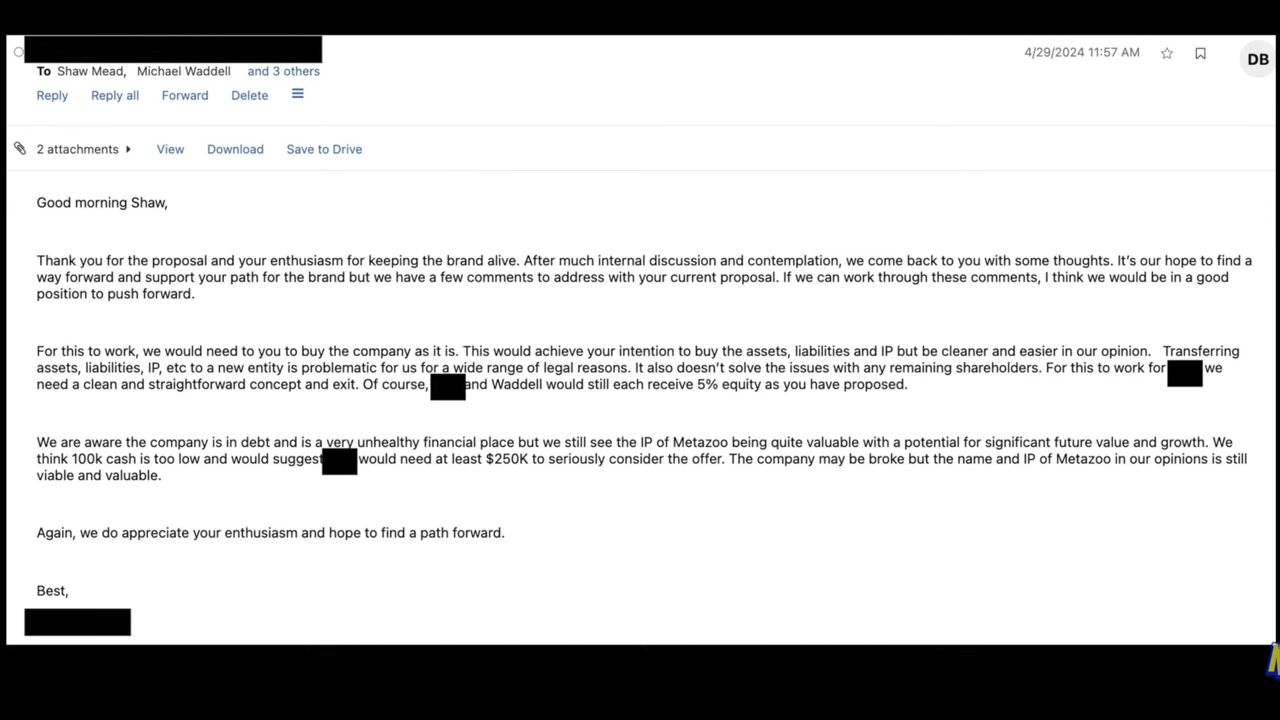 4/29/2024 11:57 AM
DB
To Shaw Mead, Michael Waddell and 3 others
Reply Reply all Forward Delete
2 attachments View Download Save to Drive
Good morning Shaw,
Thank you for the proposal and your enthusiasm for keeping the brand alive. After much internal discussion and contemplation, we come back to you with some thoughts. It's our hope to find a
way forward and support your path for the brand but we have a few comments to address with your current proposal. If we can work through these comments, I think we would be in a good
position to push forward.
For this to work, we would need to you to buy the company as it is. This would achieve your intention to buy the assets, liabilities and IP but be cleaner and easier in our opinion. Transferring
assets, liabilities, IP, etc to a new entity is problematic for us for a wide range of legal reasons. It also doesn't solve the issues with any remaining shareholders. For this to work for we
need a clean and straightforward concept and exit. Of course, and Waddell would still each receive 5% equity as you have proposed.
We are aware the company is in debt and is a very unhealthy financial place but we still see the IP of Metazoo being quite valuable with a potential for significant future value and growth. We
think 100k cash is too low and would suggest would need at least $250K to seriously consider the offer. The company may be broke but the name and IP of Metazoo in our opinions is still
viable and valuable.
Again, we do appreciate your enthusiasm and hope to find a path forward.
Best,